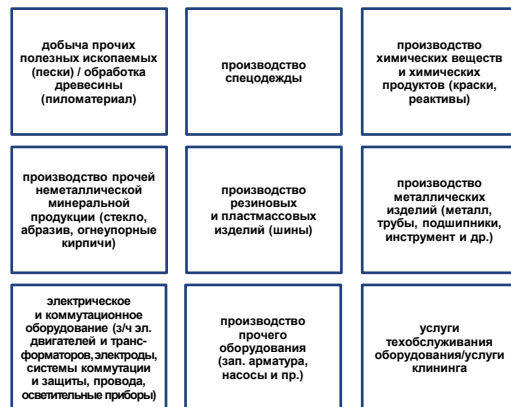 добыча прочих
полезных ископаемых
(пески) / обработка
древесины
(пиломатериал)
производство
спецодежды
производство
химических веществ
и химических
продуктов (краски,
реактивы)
производство прочей
неметаллической
минеральной
продукции (стекло,
абразив, огнеупорные
кирпичи)
производство
резиновых
и пластмассовых
изделий (шины)
производство
металлических
изделий (металл,
трубы, подшипники,
инструмент и др.)
электрическое
и коммутационное
оборудование (з/ч эл.
двигателей и транс-
форматоров, электроды,
системы коммутации
и защиты, провода,
осветительные приборы)
производство
прочего
оборудования
(зап. арматура,
насосы и пр.)
услуги
техобслуживания
оборудования/услуги
клининга